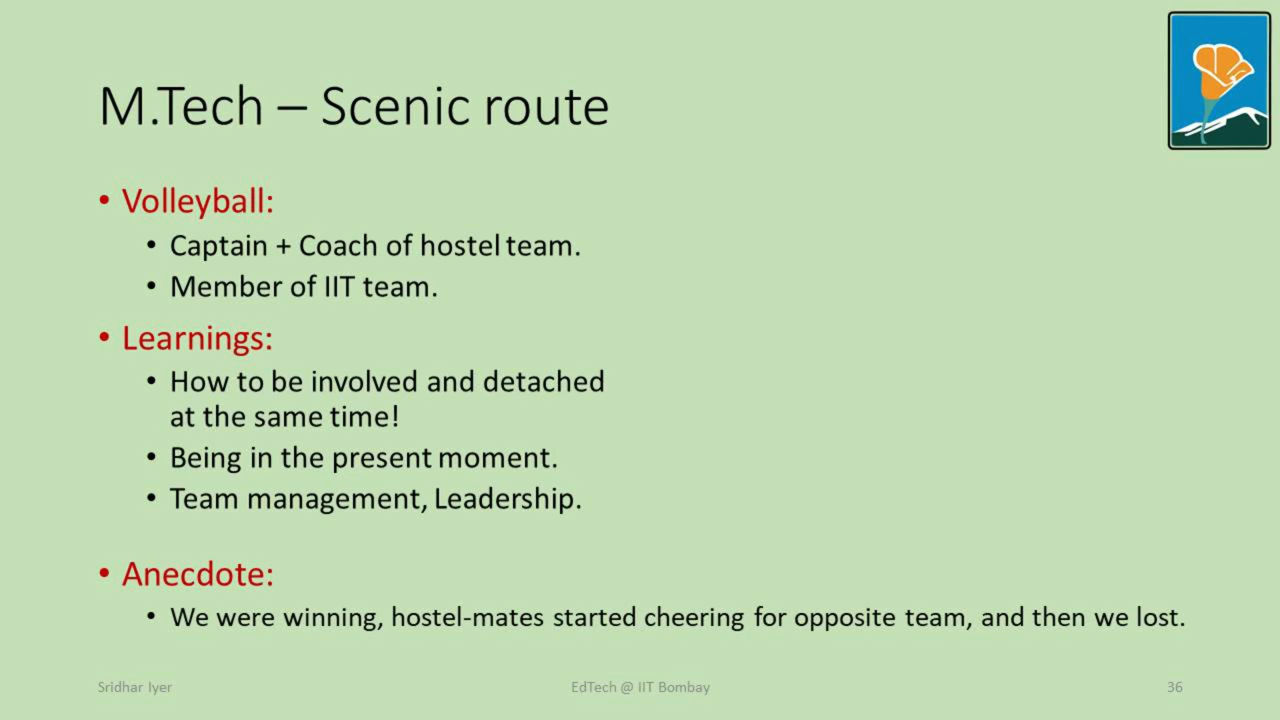 M.Tech – Scenic route
• Volleyball:
• Captain + Coach of hostel team.
• Member of IIT team.
• Learnings:
• How to be involved and detached
at the same time!
• Being in the present moment.
• Team management, Leadership.
• Anecdote:
• We were winning, hostel-mates started cheering for opposite team, and then we lost.
Sridhar Iyer
EdTech @ IIT Bombay
36